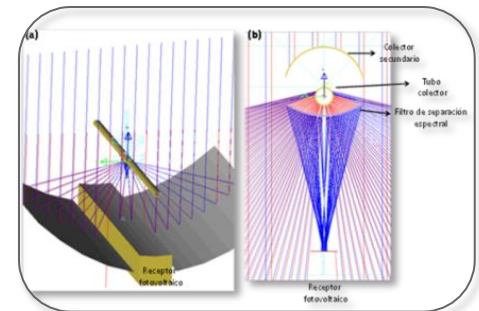 (a)
Receptor
fotovoltaico
(b)
Colector
secundario
Tubo
colector
Filtro de separación
espectral
Receptor
fotovoltaico